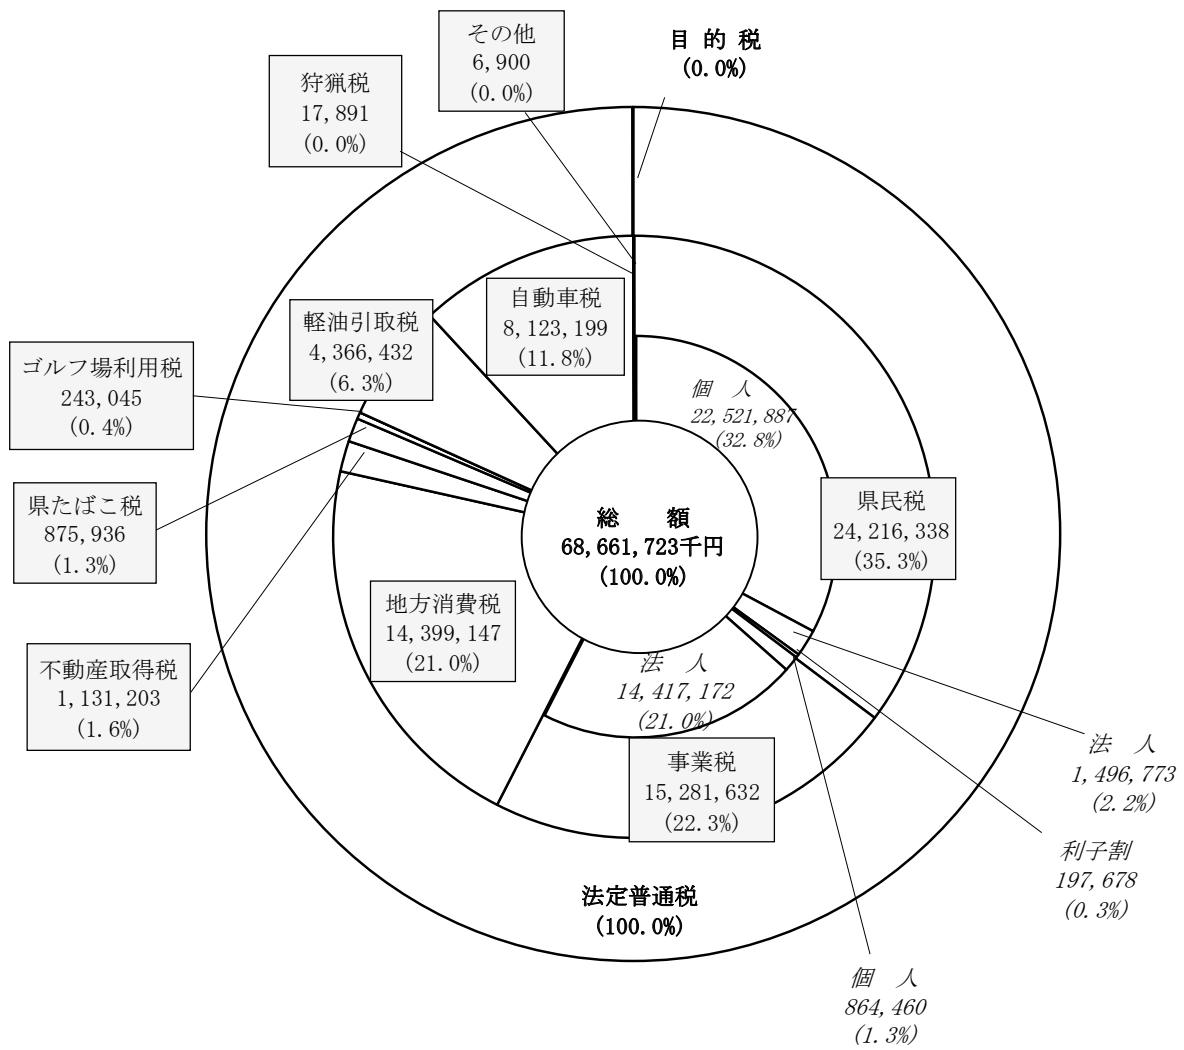 その他
6,900
(0.0%)
目 的 税
(0.0%)
狩猟税
17,891
(0.0%)
自動車税
8,123,199
(11.8%)
軽油引取税
4,366,432
(6.3%)
ゴルフ場利用税
243,045
(0.4%)
県たばこ税
875,936
(1.3%)
不動産取得税
1,131,203
(1.6%)
地方消費税
14,399,147
(21.0%)
個 人
22,521,887
(32.8%)
県民税
24,216,338
(35.3%)
総 額
68,661,723千円
(100.0%)
法 人
14,417,172
(21.0%)
事業税
15,281,632
(22.3%)
法 人
1,496,773
(2.2%)
利子割
197,678
(0.3%)
個 人
864,460
(1.3%)
法定普通税
(100.0%)